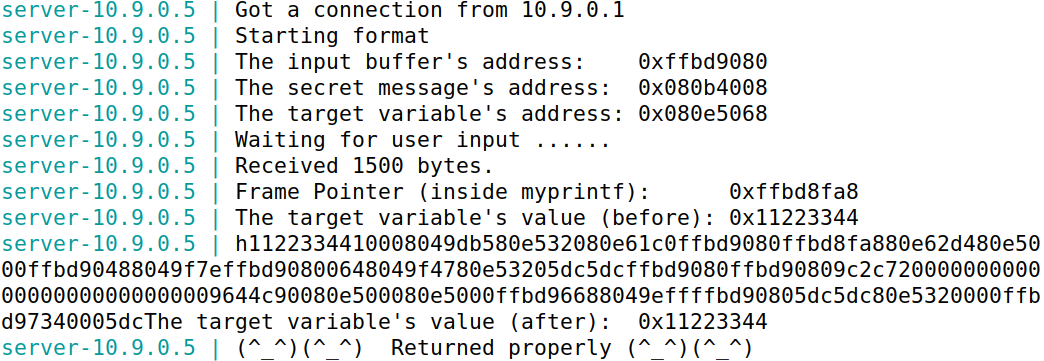 server-10.9.0.5 | Got a connection from 10.9.0.1
server-10.9.0.5 | Starting format
server-10.9.0.5 | The input buffer's address:    0xffbd9080
server-10.9.0.5 | The secret message's address:  0x080b4008
server-10.9.0.5 | The target variable's address: 0x080e5068
server-10.9.0.5 | Waiting for user input ......
server-10.9.0.5 | Received 1500 bytes.
server-10.9.0.5 | Frame Pointer (inside myprintf):      0xffbd8fa8
server-10.9.0.5 | The target variable's value (before): 0x11223344
server-10.9.0.5 | h1122334410008049db580e532080e61c0ffbd9080ffbd8fa880e62d480e50
00ffbd90488049f7effbd90800648049f4780e53205dc5dcffbd9080ffbd90809c2c720000000000
00000000000000009644c90080e500080e5000ffbd96688049effffbd90805dc5dc80e5320000ffb
d97340005dcThe target variable's value (after):  0x11223344
server-10.9.0.5 | (^_^)(^_^)  Returned properly (^_^)(^_^)